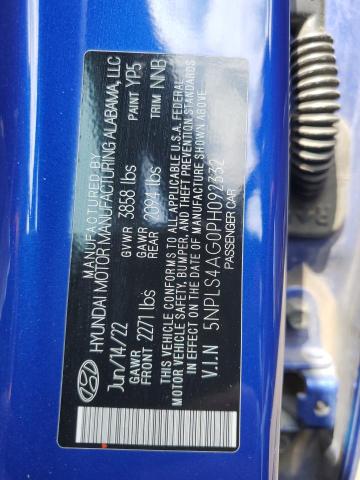 MANUFACTURED BY
HYUNDAI MOTOR MANUFACTURING ALABAMA, LLC
Jun/14/22 GVWR 3858 lbs PAINT YP5
GAWR FRONT 2271 lbs GAWR REAR 2094 lbs TRIM NNB
THIS VEHICLE CONFORMS TO ALL APPLICABLE U.S.A. FEDERAL
MOTOR VEHICLE SAFETY, BUMPER, AND THEFT PREVENTION STANDARDS
IN EFFECT ON THE DATE OF MANUFACTURE SHOWN ABOVE.
V.I.N 5NPLS4AG0PH092332
PASSENGER CAR